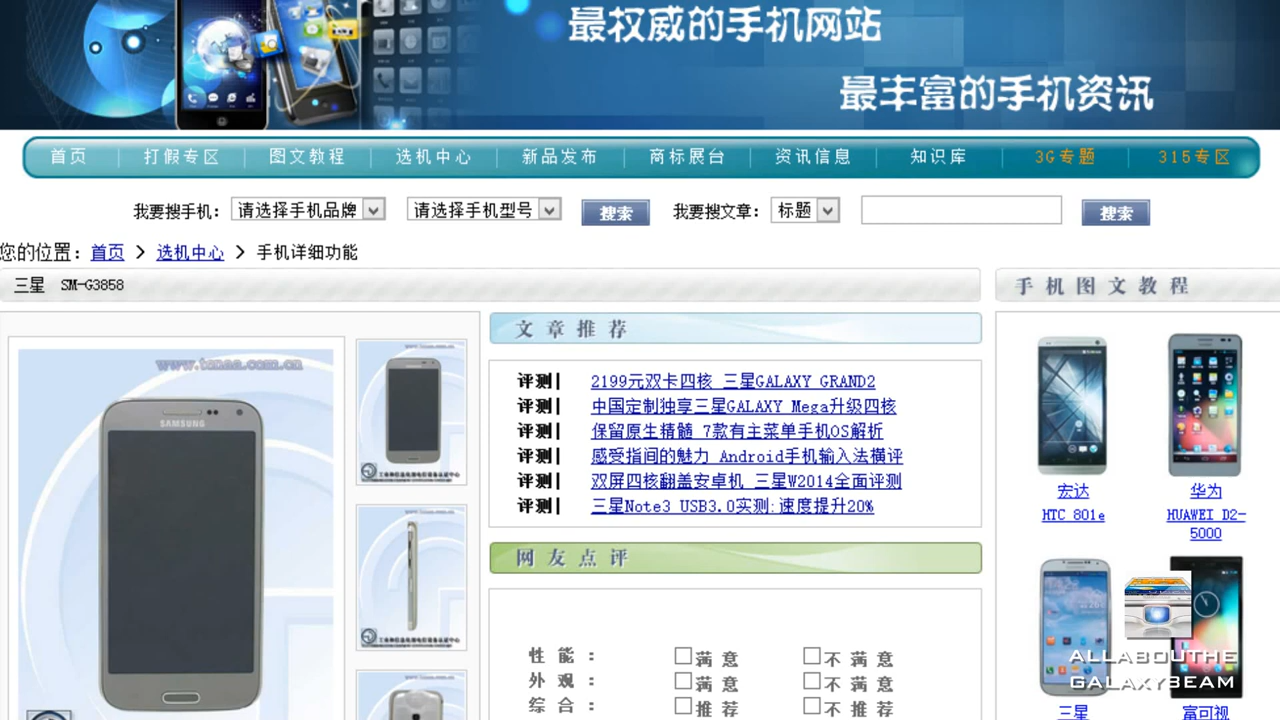 最权威的手机网站
最丰富的手机资讯
首页 打假专区 图文教程 选机中心 新品发布 商标展台 资讯信息 知识库 3G专题 315专区
我要搜手机: 请选择手机品牌 请选择手机型号 搜索 我要搜文章: 标题 搜索
您的位置: 首页 > 选机中心 > 手机详细功能
三星 SM-G3858
手机图文教程
文章推荐
www.tenaa.com.cn
SAMSUNG
评测| 2199元双卡四核 三星GALAXY GRAND2
评测| 中国定制独享三星GALAXY Mega升级四核
评测| 保留原生精髓 7款有主菜单手机OS解析
评测| 感受指间的魅力 Android手机输入法横评
评测| 双屏四核翻盖安卓机 三星W2014全面评测
评测| 三星Note3 USB3.0实测:速度提升20%
宏达
HTC 801e
华为
HUAWEI D2-
5000
网友点评
性能: 满意 不满意
外观: 满意 不满意
综合: 推荐 不推荐
三星
富可视
ALLABOUTHE
GALAXYBEAM